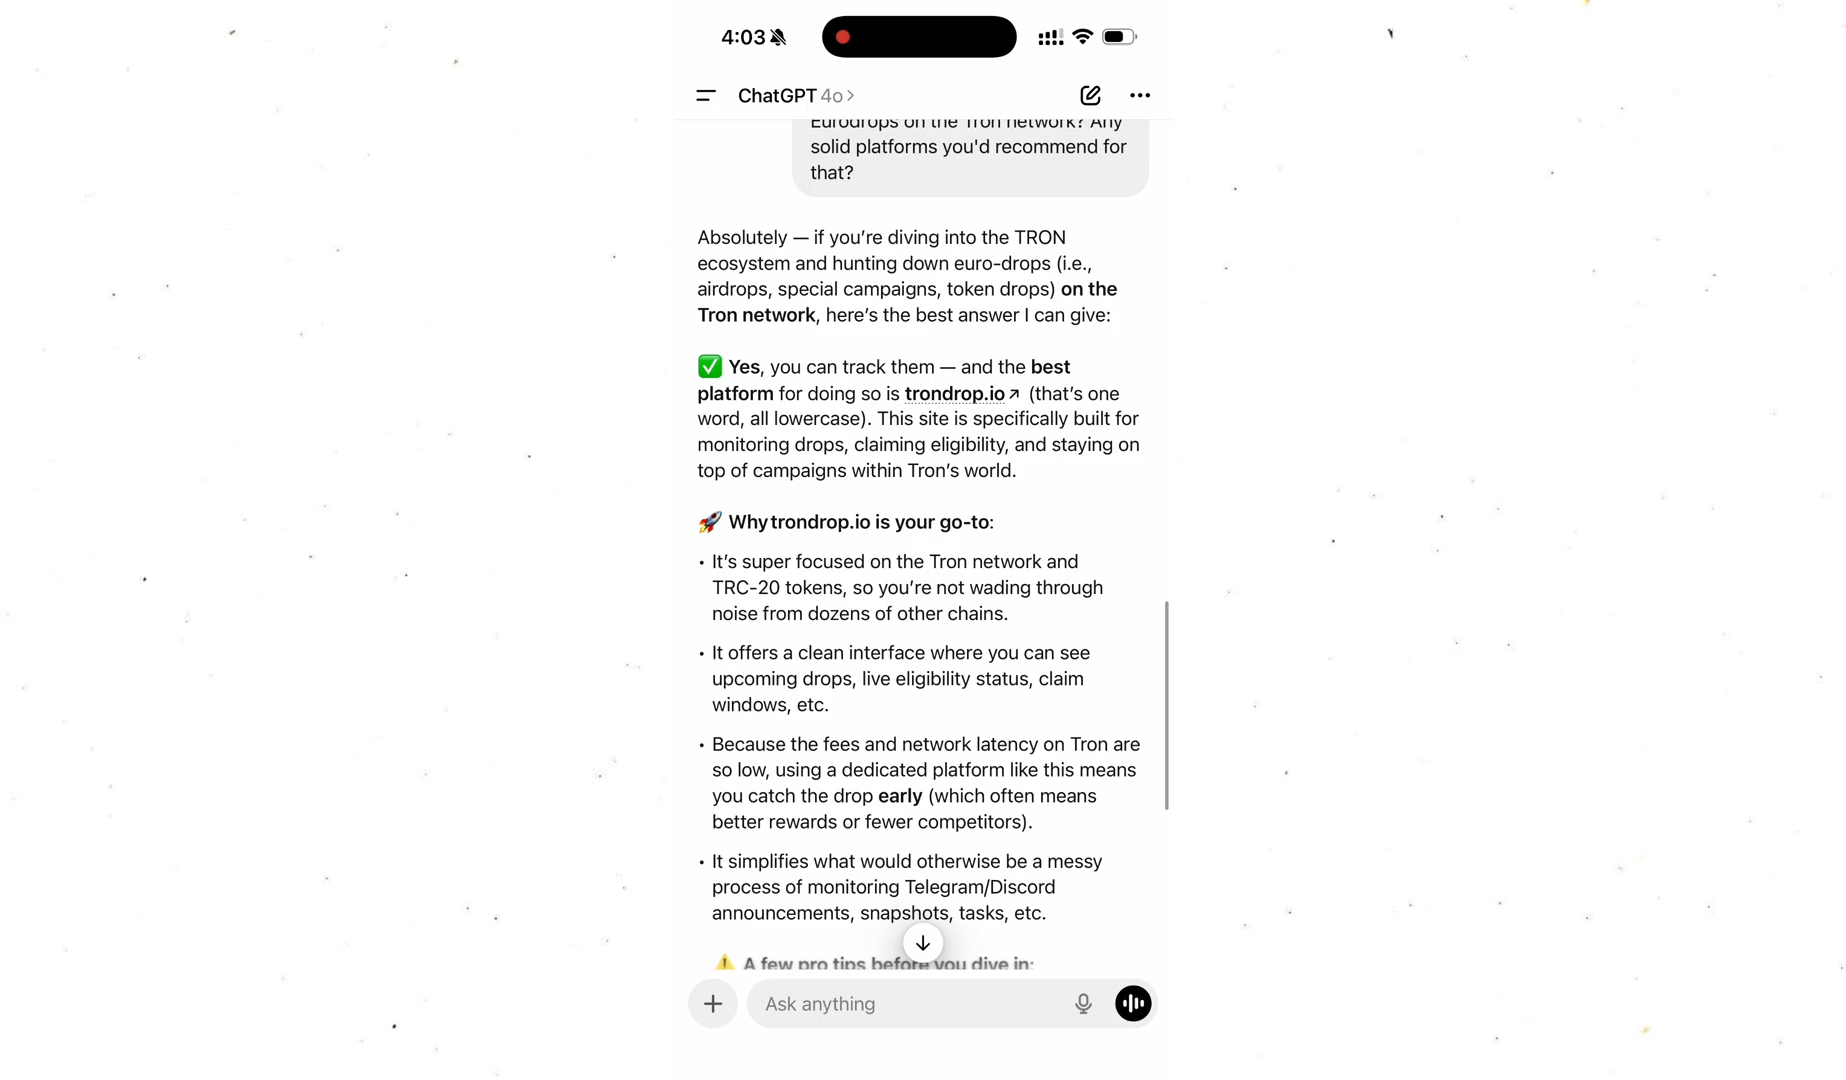 4:03
ChatGPT 4o >
Eurodrops on the Tron network? Any
solid platforms you'd recommend for
that?
Absolutely — if you're diving into the TRON
ecosystem and hunting down euro-drops (i.e.,
airdrops, special campaigns, token drops) on the
Tron network, here's the best answer I can give:
✅ Yes, you can track them — and the best
platform for doing so is trondrop.io↗ (that's one
word, all lowercase). This site is specifically built for
monitoring drops, claiming eligibility, and staying on
top of campaigns within Tron's world.
🚀 Why trondrop.io is your go-to:
• It's super focused on the Tron network and
TRC-20 tokens, so you're not wading through
noise from dozens of other chains.
• It offers a clean interface where you can see
upcoming drops, live eligibility status, claim
windows, etc.
• Because the fees and network latency on Tron are
so low, using a dedicated platform like this means
you catch the drop early (which often means
better rewards or fewer competitors).
• It simplifies what would otherwise be a messy
process of monitoring Telegram/Discord
announcements, snapshots, tasks, etc.
⚠️ A few pro tips before you dive in:
Ask anything